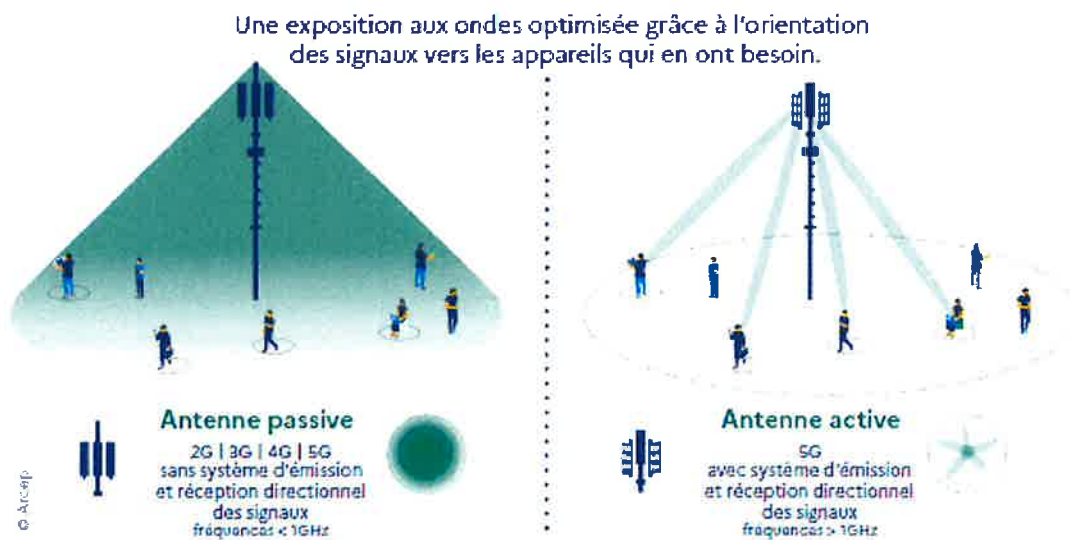 Une exposition aux ondes optimisée grâce à l'orientation
des signaux vers les appareils qui en ont besoin.
Antenne passive
2G | 3G | 4G | 5G
sans système d'émission
et réception directionnel
des signaux
fréquences < 1GHz
Antenne active
5G
avec système d'émission
et réception directionnel
des signaux
fréquences > 1GHz
© Arcep